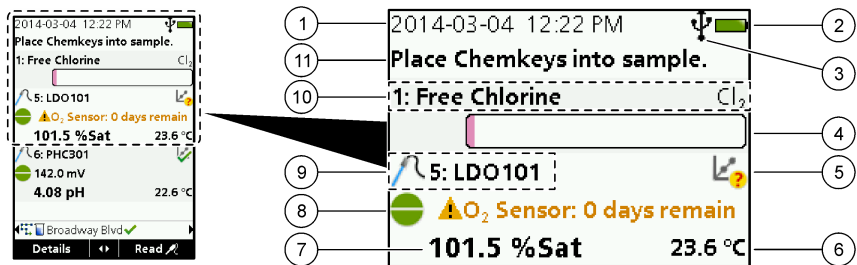 2014-03-04 12:22 PM
Place Chemkeys into sample.
1: Free Chlorine Cl2
5: LDO101
O2 Sensor: 0 days remain
101.5 %Sat 23.6 °C
6: PHC301
142.0 mV
4.08 pH 22.6 °C
Broadway Blvd
Details Read
1 2014-03-04 12:22 PM 2
3
11 Place Chemkeys into sample.
10 1: Free Chlorine Cl2
4
9 5: LDO101 ? 5
8 O2 Sensor: 0 days remain
7 101.5 %Sat 23.6 °C 6